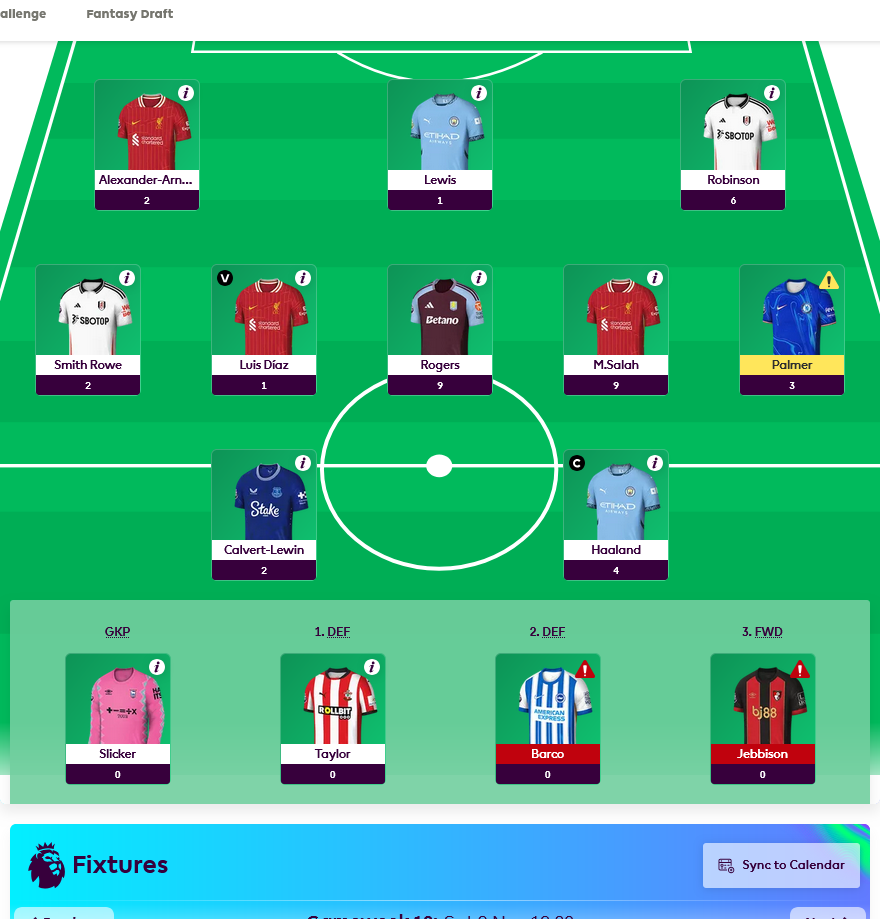 allenge Fantasy Draft
Alexander-Arn... Lewis Robinson
2 1 6
Smith Rowe Luis Díaz Rogers M.Salah Palmer
2 1 9 9 3
Calvert-Lewin Haaland
2 4
GKP 1. DEF 2. DEF 3. FWD
Slicker Taylor Barco Jebbison
0 0 0 0
Fixtures
Sync to Calendar